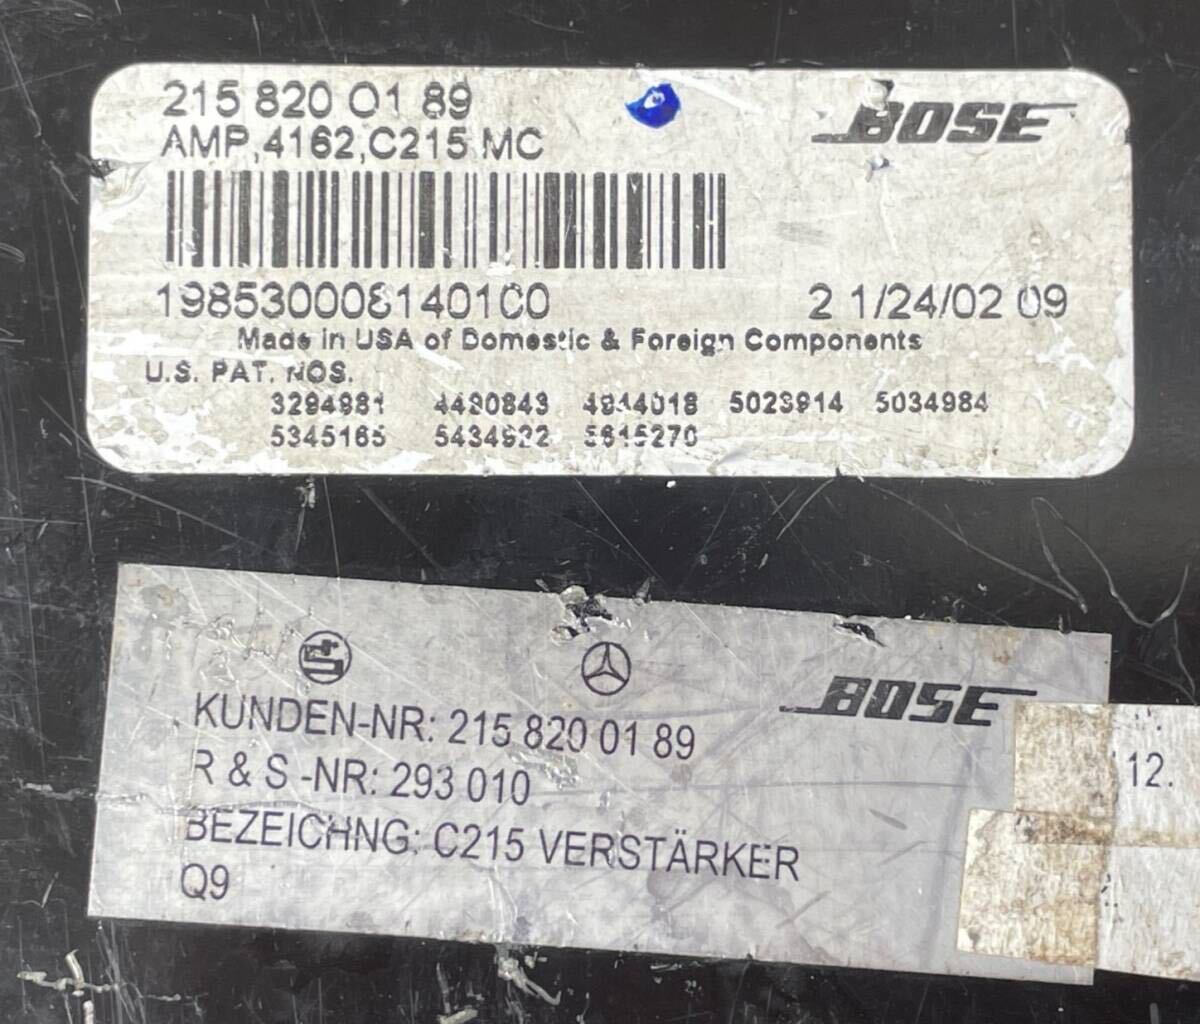 215 820 01 89
BOSE
AMP,4162,C215 MC
198530008140100
2 1/24/02 09
Made in USA of Domestic & Foreign Components
U.S. PAT. NOS.
3294981 4490843 4944018 5023914 5034984
5345165 5434922 5615270
BOSE
KUNDEN-NR: 215 820 01 89
R & S -NR: 293 010
BEZEICHNG: C215 VERSTÄRKER
Q9
12.